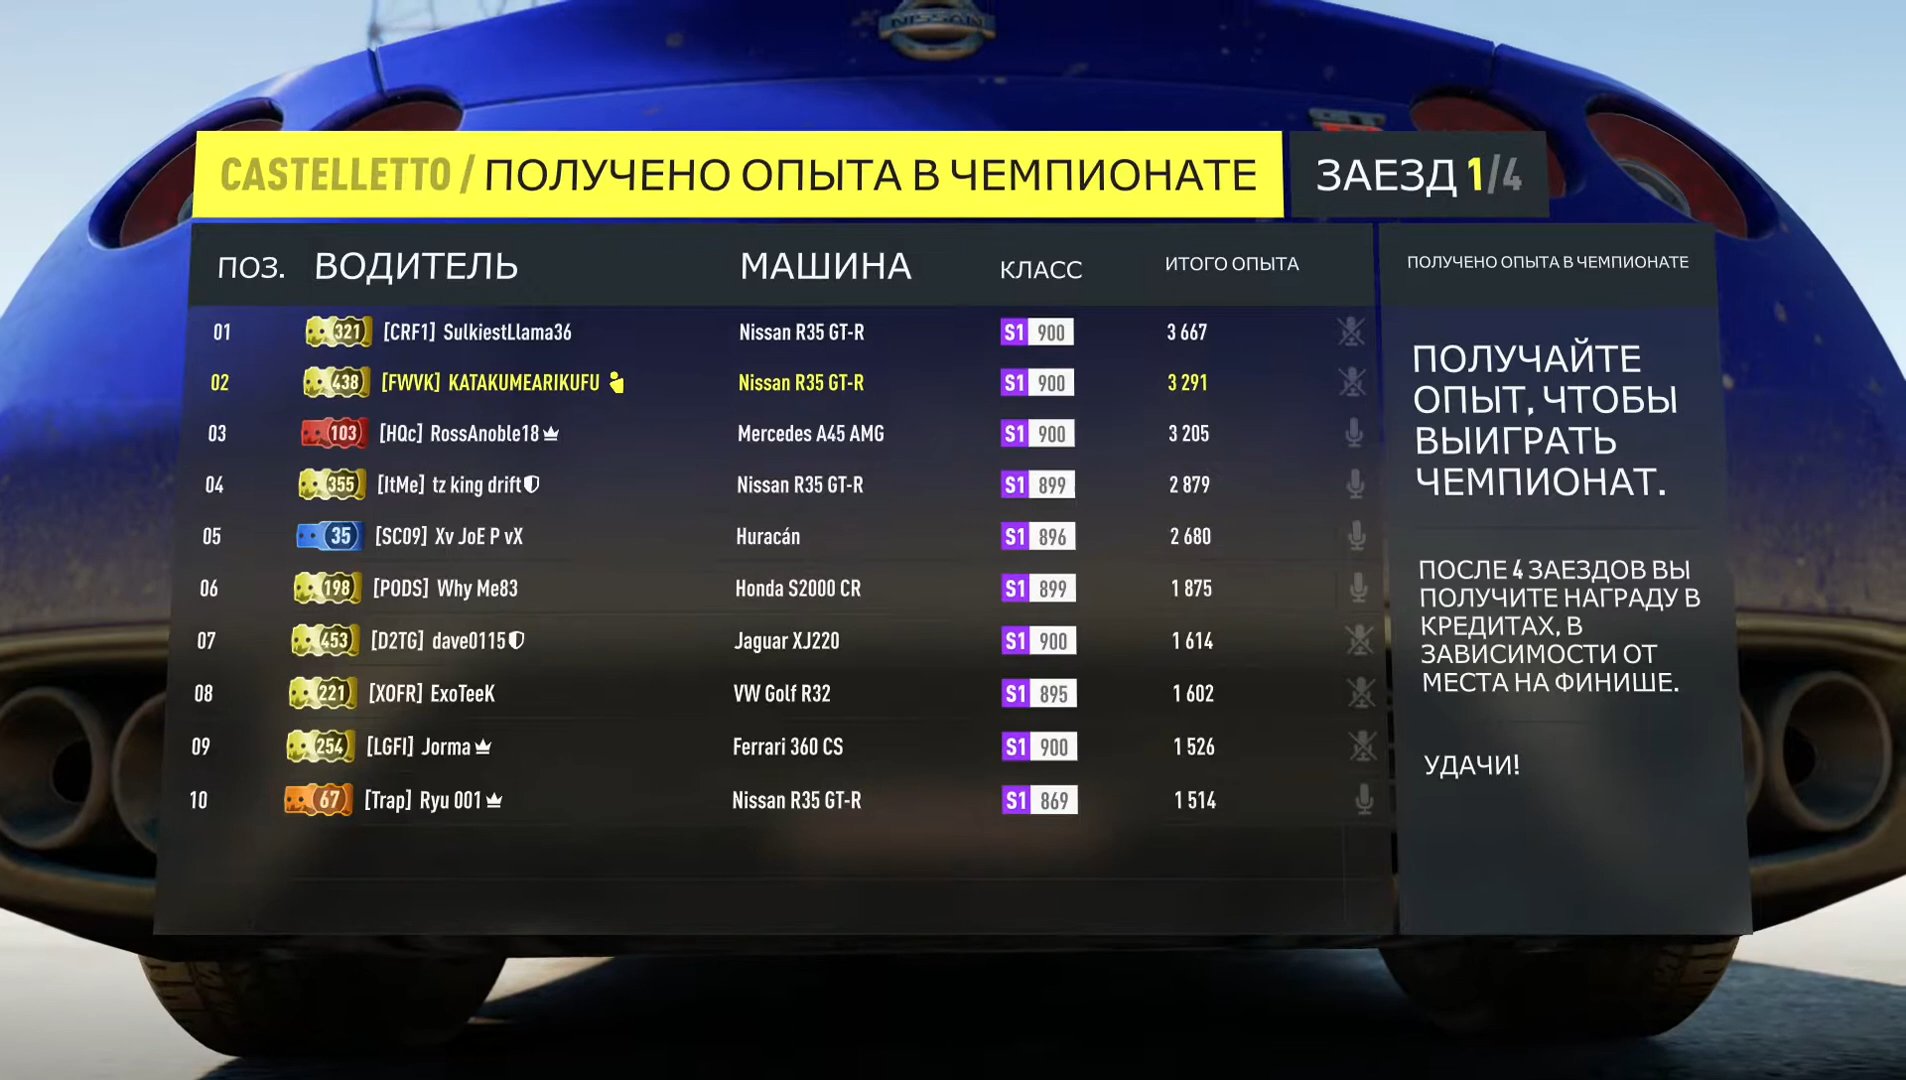 NISSAN
GT
CASTELLETTO / ПОЛУЧЕНО ОПЫТА В ЧЕМПИОНАТЕ ЗАЕЗД 1/4
ПОЗ. ВОДИТЕЛЬ МАШИНА КЛАСС ИТОГО ОПЫТА
01 321 [CRF1] SulkiestLlama36 Nissan R35 GT-R S1 900 3 667
02 438 [FWVK] KATAKUMEARIKUFU Nissan R35 GT-R S1 900 3 291
03 103 [HQc] RossAnoble18 Mercedes A45 AMG S1 900 3 205
04 355 [ItMe] tz king drift Nissan R35 GT-R S1 899 2 879
05 35 [SC09] Xv JoE P vX Huracán S1 896 2 680
06 198 [PODS] Why Me83 Honda S2000 CR S1 899 1 875
07 453 [D2TG] dave0115 Jaguar XJ220 S1 900 1 614
08 221 [XOFR] ExoTeeK VW Golf R32 S1 895 1 602
09 254 [LGFI] Jorma Ferrari 360 CS S1 900 1 526
10 67 [Trap] Ryu 001 Nissan R35 GT-R S1 869 1 514
ПОЛУЧЕНО ОПЫТА В ЧЕМПИОНАТЕ
ПОЛУЧАЙТЕ
ОПЫТ, ЧТОБЫ
ВЫИГРАТЬ
ЧЕМПИОНАТ.
ПОСЛЕ 4 ЗАЕЗДОВ ВЫ
ПОЛУЧИТЕ НАГРАДУ В
КРЕДИТАХ, В
ЗАВИСИМОСТИ ОТ
МЕСТА НА ФИНИШЕ.
УДАЧИ!